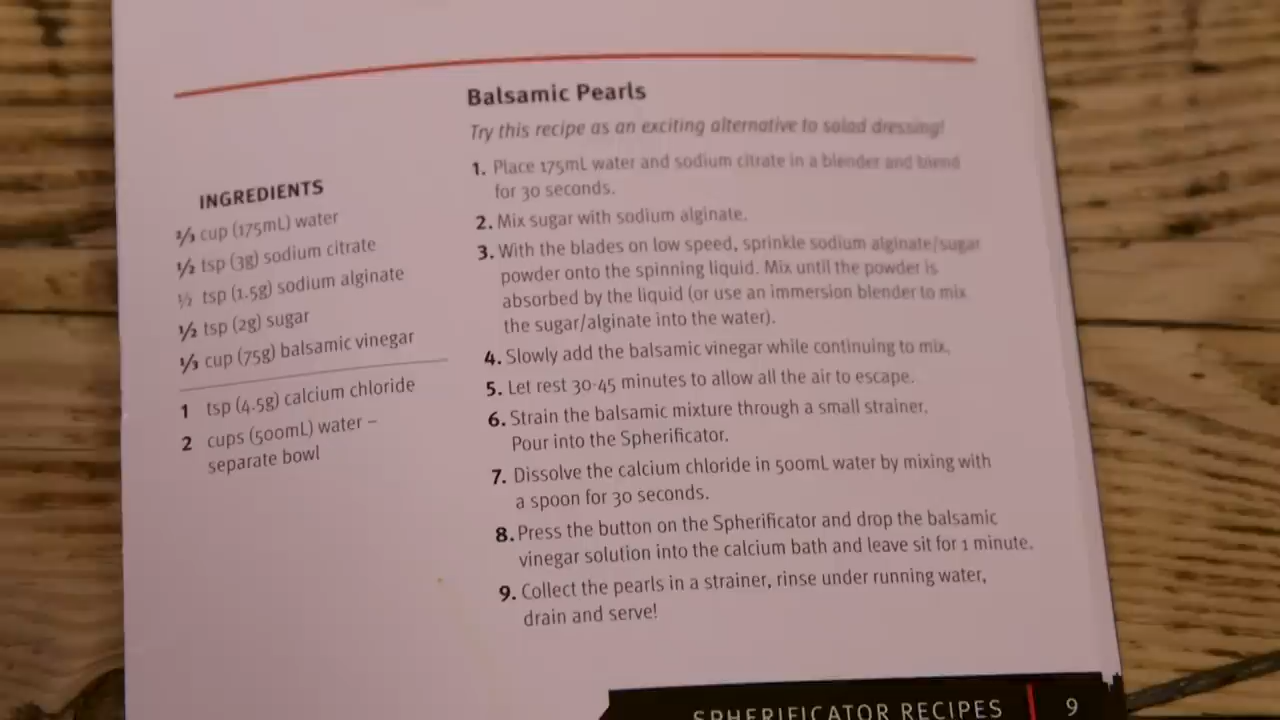 Balsamic Pearls
Try this recipe as an exciting alternative to salad dressing!
INGREDIENTS
⅔ cup (175mL) water
½ tsp (3g) sodium citrate
½ tsp (1.5g) sodium alginate
½ tsp (2g) sugar
⅓ cup (75g) balsamic vinegar
1 tsp (4.5g) calcium chloride
2 cups (500mL) water –
separate bowl
1. Place 175mL water and sodium citrate in a blender and blend
for 30 seconds.
2. Mix sugar with sodium alginate.
3. With the blades on low speed, sprinkle sodium alginate/sugar
powder onto the spinning liquid. Mix until the powder is
absorbed by the liquid (or use an immersion blender to mix
the sugar/alginate into the water).
4. Slowly add the balsamic vinegar while continuing to mix.
5. Let rest 30-45 minutes to allow all the air to escape.
6. Strain the balsamic mixture through a small strainer.
Pour into the Spherificator.
7. Dissolve the calcium chloride in 500mL water by mixing with
a spoon for 30 seconds.
8. Press the button on the Spherificator and drop the balsamic
vinegar solution into the calcium bath and leave sit for 1 minute.
9. Collect the pearls in a strainer, rinse under running water,
drain and serve!
SPHERIFICATOR RECIPES 9